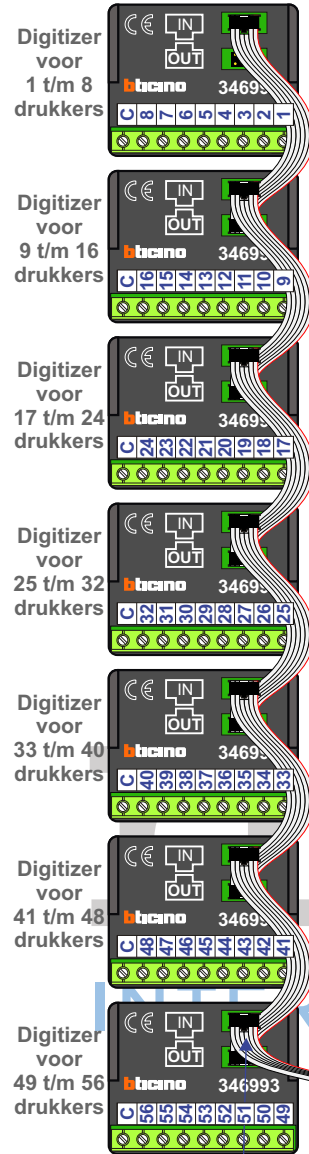 Digitizer
voor
1 t/m 8
drukkers
CE IN
OUT
bticino 34699
C 8 7 6 5 4 3 2 1
Digitizer
voor
9 t/m 16
drukkers
CE IN
OUT
bticino 34699
C 16 15 14 13 12 11 10 9
Digitizer
voor
17 t/m 24
drukkers
CE IN
OUT
bticino 34699
C 24 23 22 21 20 19 18 17
Digitizer
voor
25 t/m 32
drukkers
CE IN
OUT
bticino 34699
C 32 31 30 29 28 27 26 25
Digitizer
voor
33 t/m 40
drukkers
CE IN
OUT
bticino 34699
C 40 39 38 37 36 35 34 33
Digitizer
voor
41 t/m 48
drukkers
CE IN
OUT
bticino 34699
C 48 47 46 45 44 43 42 41
Digitizer
voor
49 t/m 56
drukkers
CE IN
OUT
bticino 346993
C 56 55 54 53 52 51 50 49